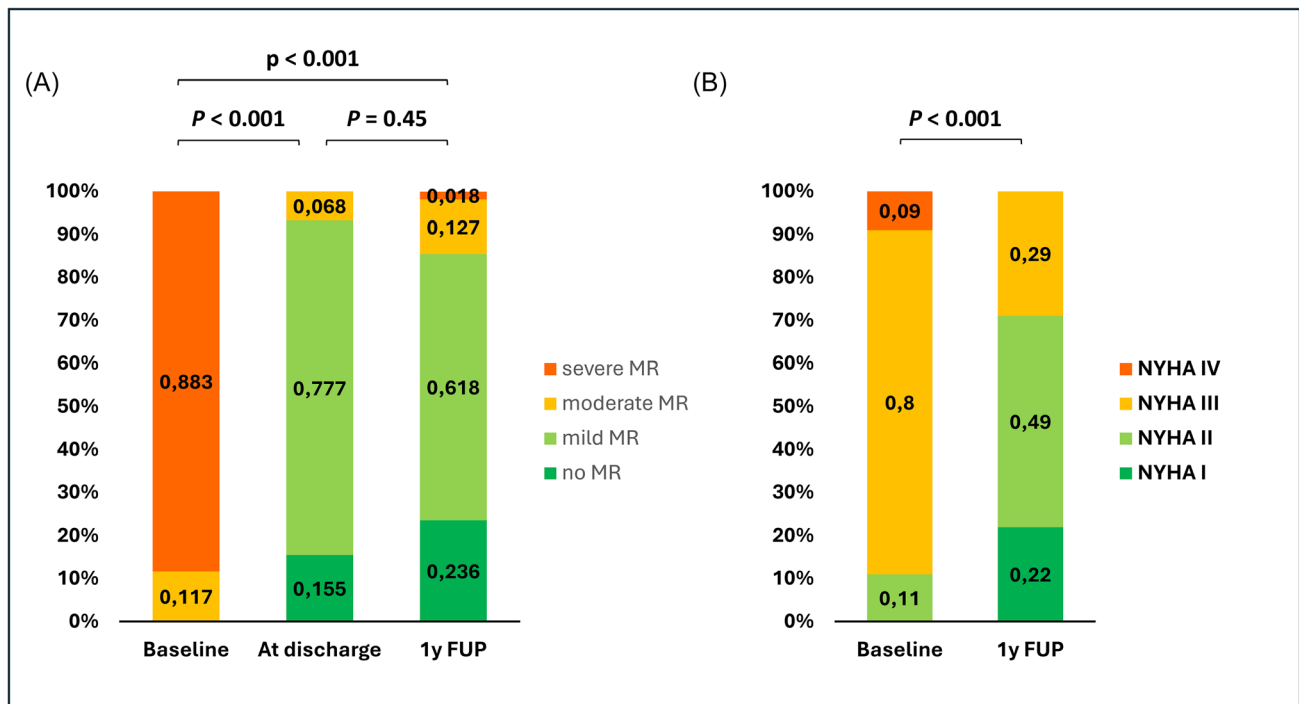 (A)
p < 0.001
P < 0.001
P = 0.45
100%
90%
80%
70%
60%
50%
40%
30%
20%
10%
0%
0,883
0,117
0,068
0,777
0,155
0,018
0,127
0,618
0,236
Baseline
At discharge
1y FUP
severe MR
moderate MR
mild MR
no MR
(B)
P < 0.001
100%
90%
80%
70%
60%
50%
40%
30%
20%
10%
0%
0,09
0,8
0,11
0,29
0,49
0,22
Baseline
1y FUP
NYHA IV
NYHA III
NYHA II
NYHA I